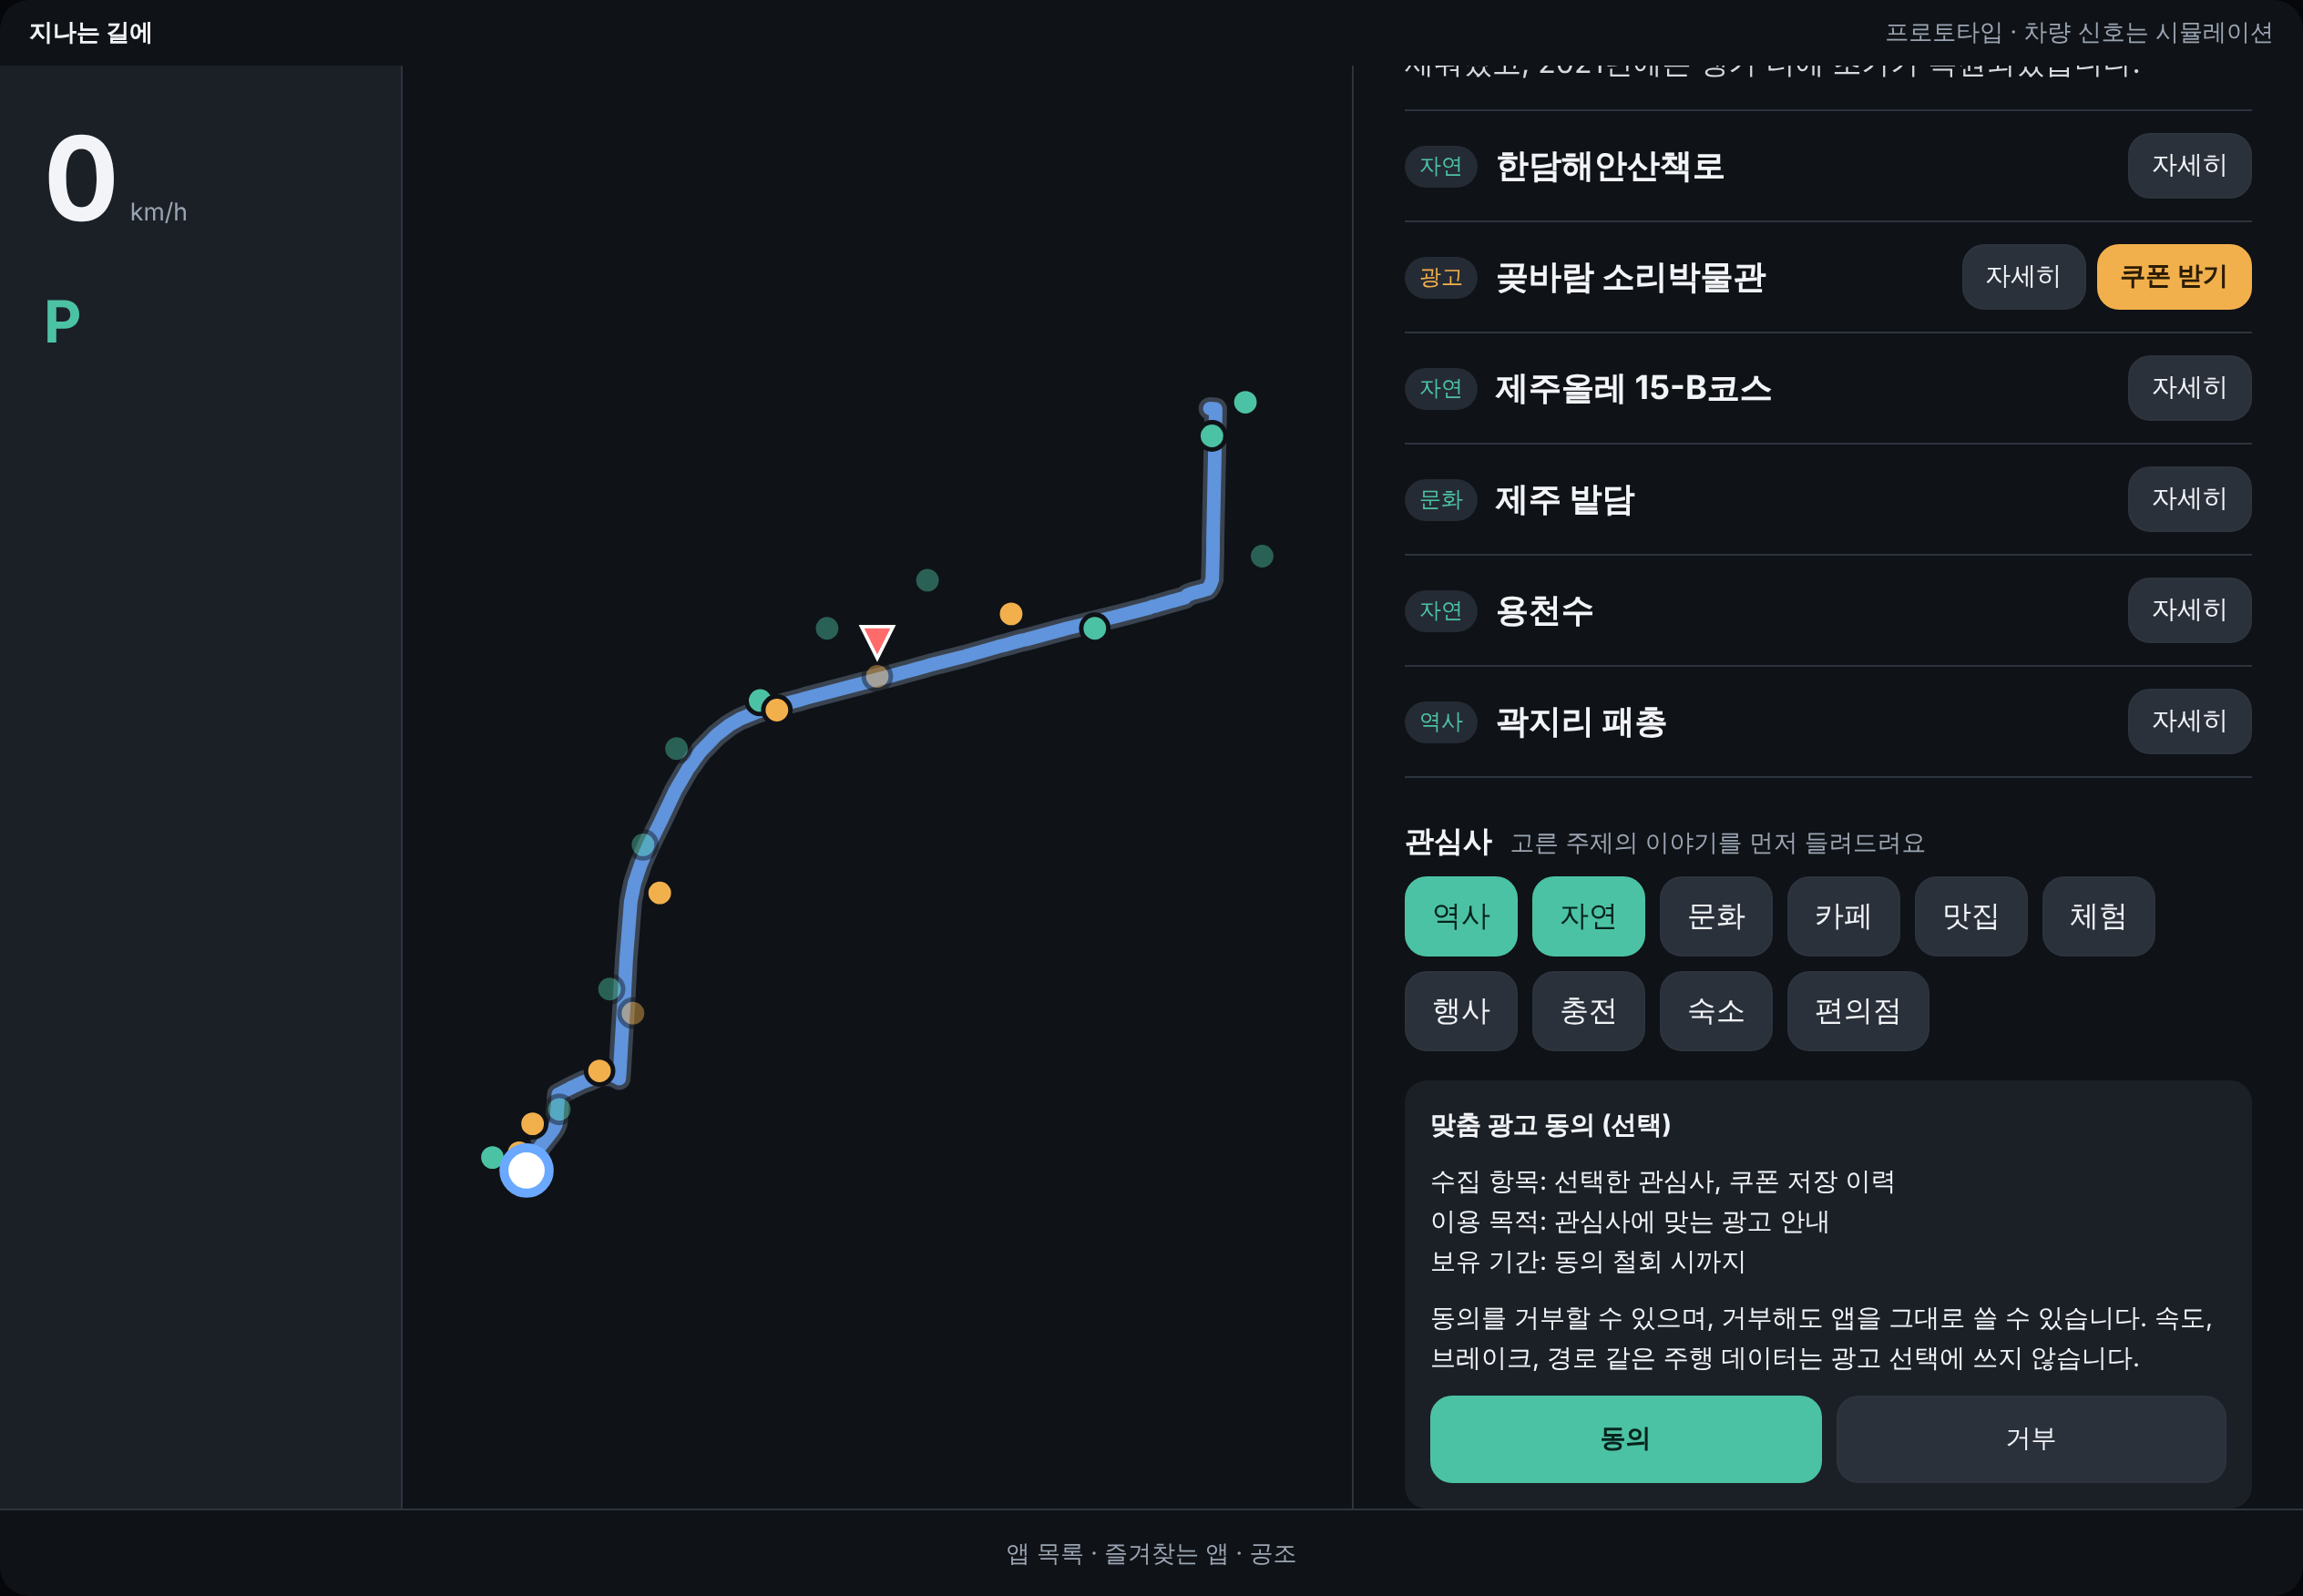 지나는 길에
프로토타입 · 차량 신호는 시뮬레이션
0 km/h
P
자연 한담해안산책로 자세히
광고 곶바람 소리박물관 자세히 쿠폰 받기
자연 제주올레 15-B코스 자세히
문화 제주 밭담 자세히
자연 용천수 자세히
역사 곽지리 패총 자세히
관심사 고른 주제의 이야기를 먼저 들려드려요
역사 자연 문화 카페 맛집 체험
행사 충전 숙소 편의점
맞춤 광고 동의 (선택)
수집 항목: 선택한 관심사, 쿠폰 저장 이력
이용 목적: 관심사에 맞는 광고 안내
보유 기간: 동의 철회 시까지
동의를 거부할 수 있으며, 거부해도 앱을 그대로 쓸 수 있습니다. 속도,
브레이크, 경로 같은 주행 데이터는 광고 선택에 쓰지 않습니다.
동의 거부
앱 목록 · 즐겨찾는 앱 · 공조